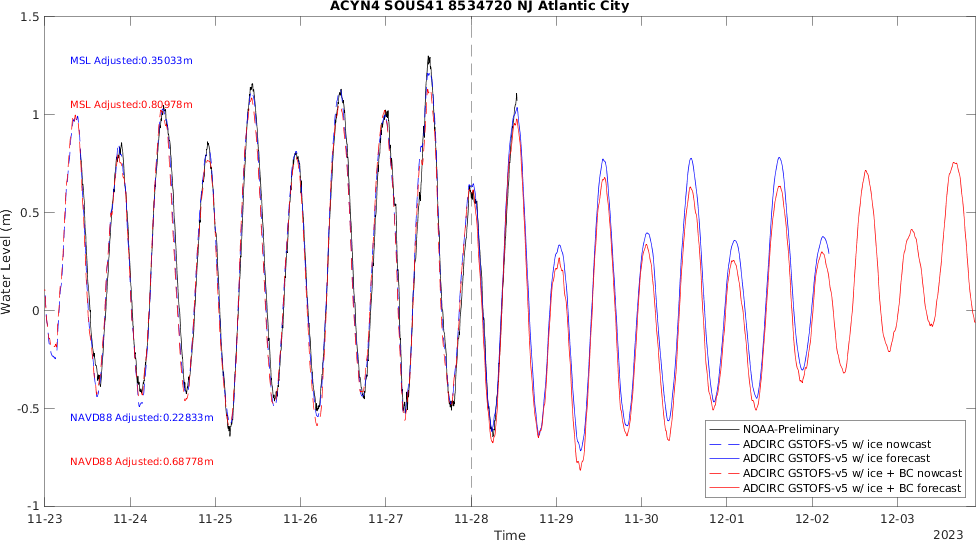 ACYN4 SOUS41 8534720 NJ Atlantic City
1.5
MSL Adjusted:0.35033m
MSL Adjusted:0.80978m
1
0.5
Water Level (m)
0
-0.5
NAVD88 Adjusted:0.22833m
NAVD88 Adjusted:0.68778m
-1
NOAA-Preliminary
ADCIRC GSTOFS-v5 w/ ice nowcast
ADCIRC GSTOFS-v5 w/ ice forecast
ADCIRC GSTOFS-v5 w/ ice + BC nowcast
ADCIRC GSTOFS-v5 w/ ice + BC forecast
11-23 11-24 11-25 11-26 11-27 11-28 11-29 11-30 12-01 12-02 12-03
Time
2023